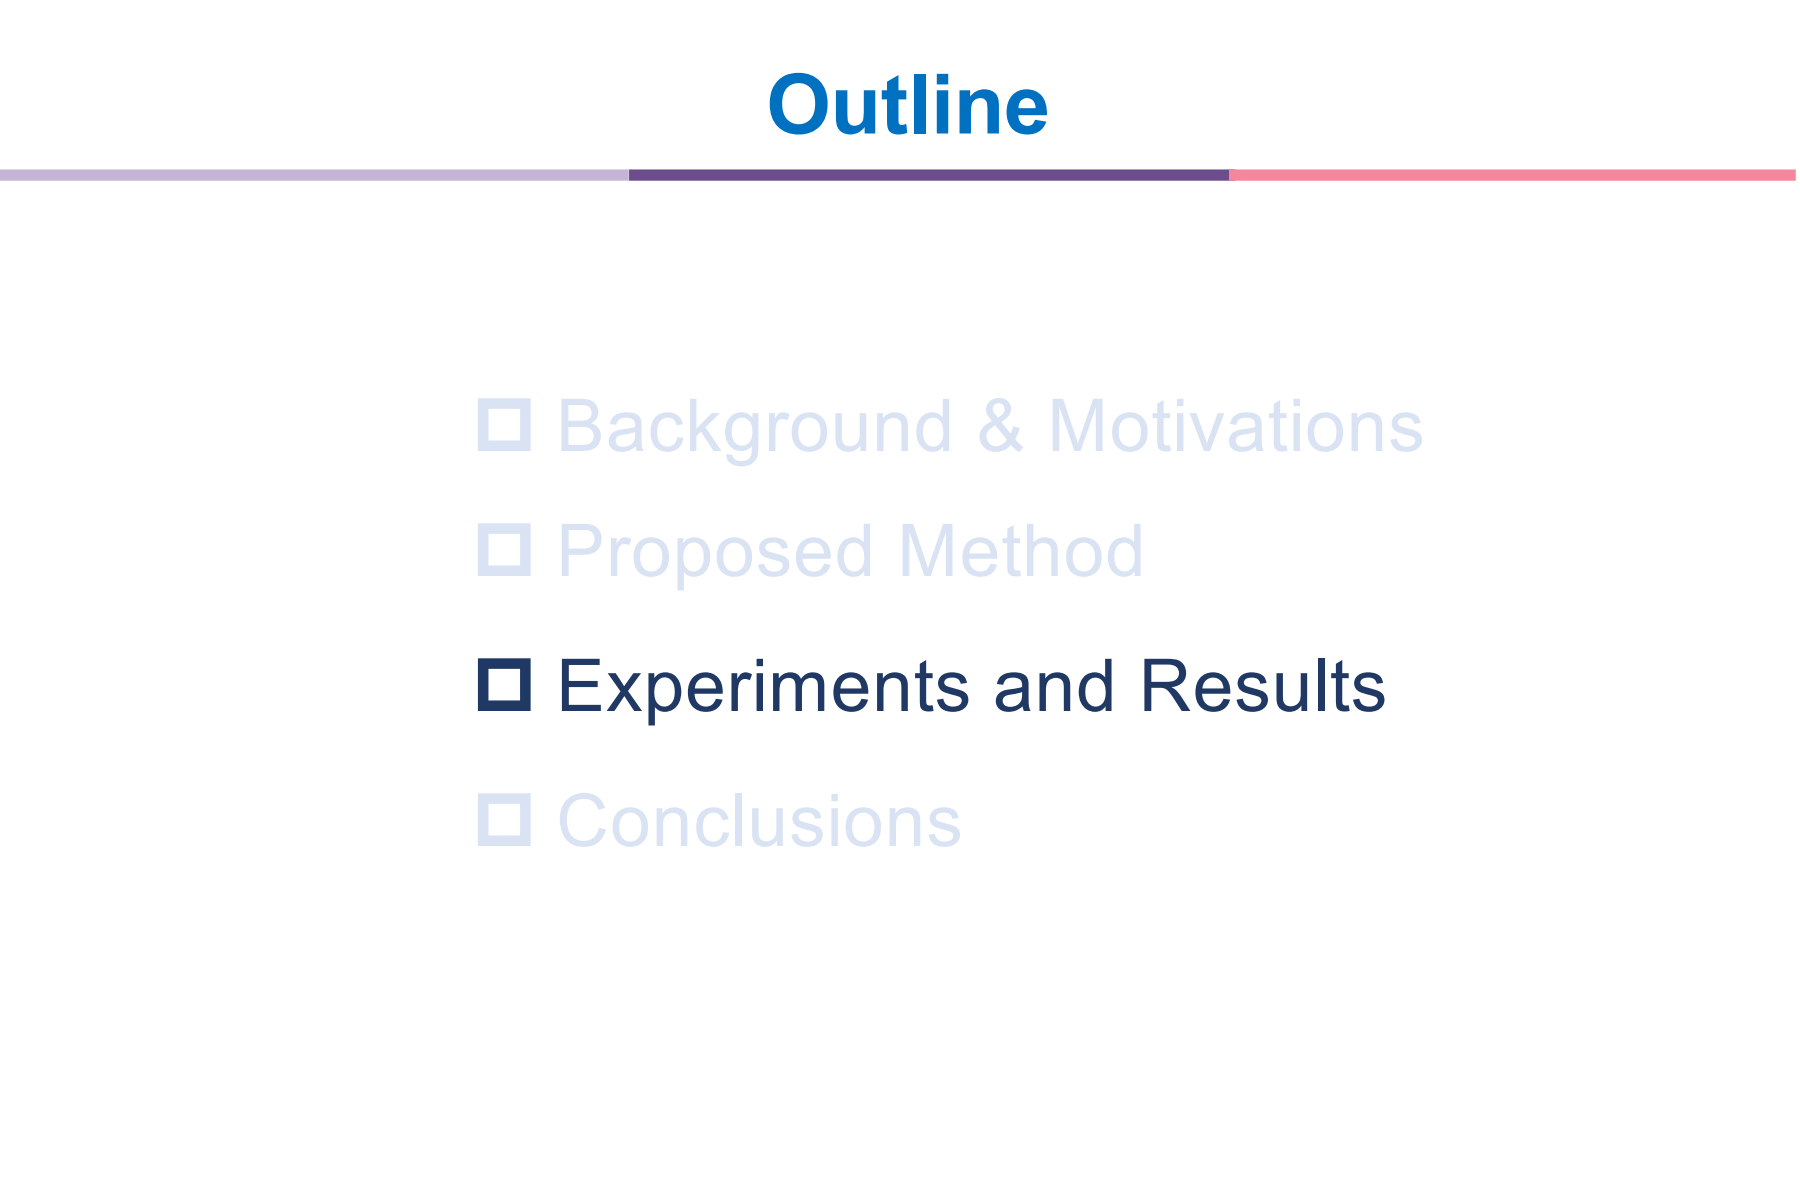 Outline
Background & Motivations
Proposed Method
Experiments and Results
Conclusions